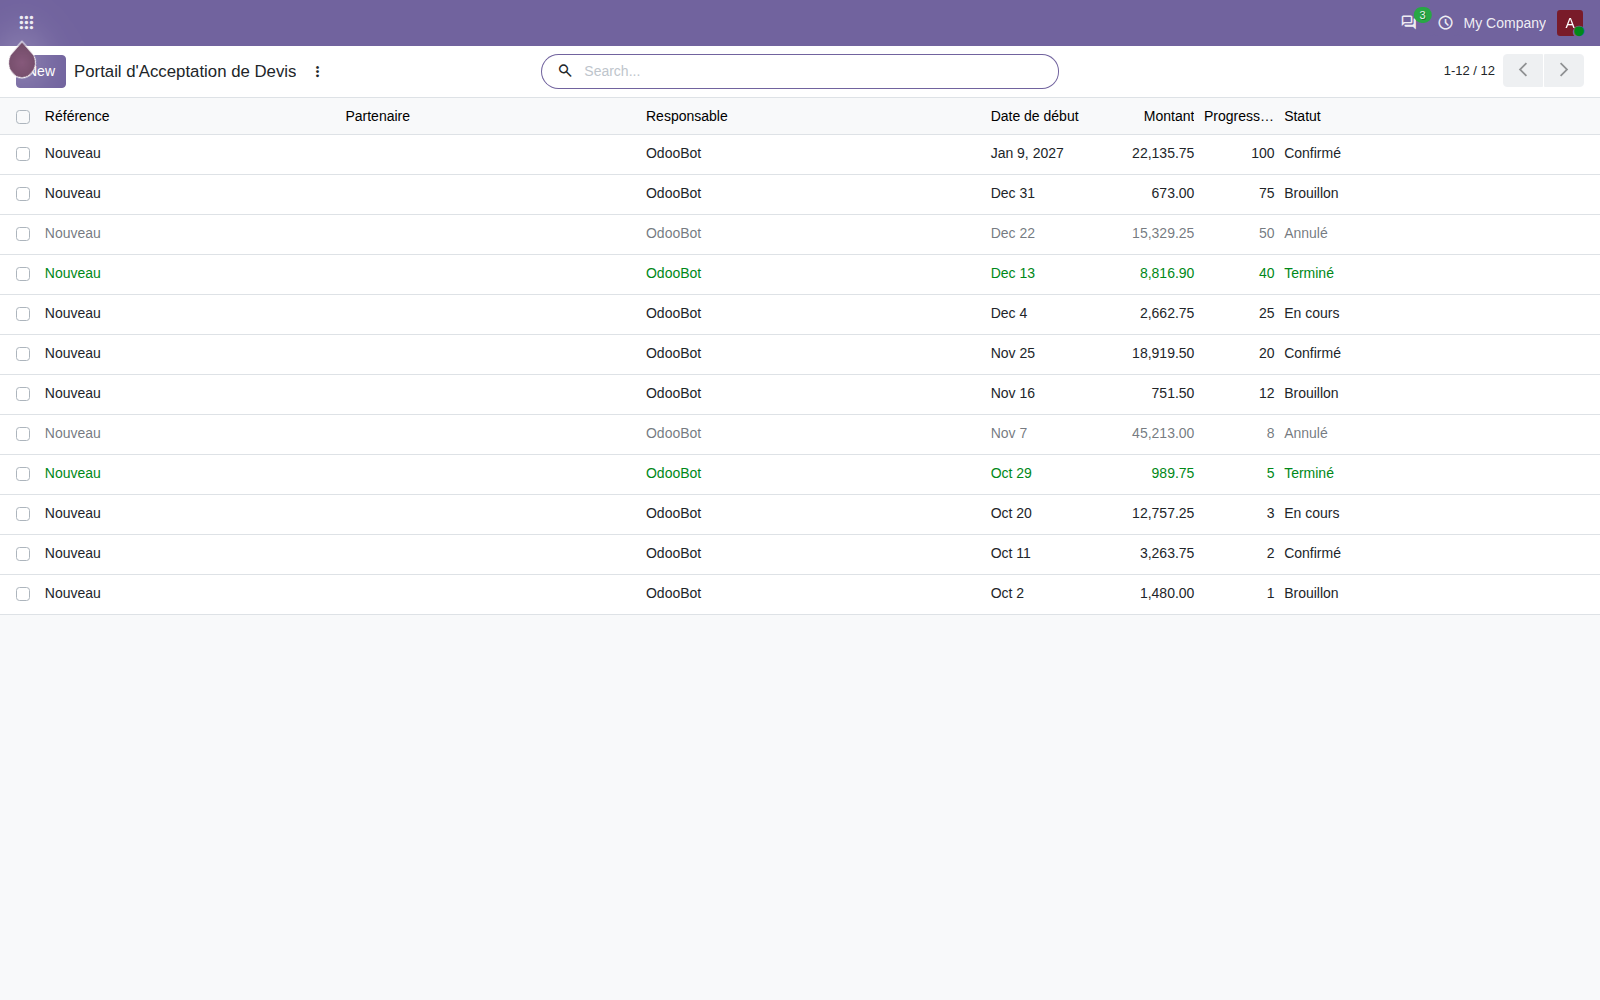 3 My Company A
New Portail d'Acceptation de Devis Search... 1-12 / 12
Référence Partenaire Responsable Date de début Montant Progress... Statut
Nouveau OdooBot Jan 9, 2027 22,135.75 100 Confirmé
Nouveau OdooBot Dec 31 673.00 75 Brouillon
Nouveau OdooBot Dec 22 15,329.25 50 Annulé
Nouveau OdooBot Dec 13 8,816.90 40 Terminé
Nouveau OdooBot Dec 4 2,662.75 25 En cours
Nouveau OdooBot Nov 25 18,919.50 20 Confirmé
Nouveau OdooBot Nov 16 751.50 12 Brouillon
Nouveau OdooBot Nov 7 45,213.00 8 Annulé
Nouveau OdooBot Oct 29 989.75 5 Terminé
Nouveau OdooBot Oct 20 12,757.25 3 En cours
Nouveau OdooBot Oct 11 3,263.75 2 Confirmé
Nouveau OdooBot Oct 2 1,480.00 1 Brouillon